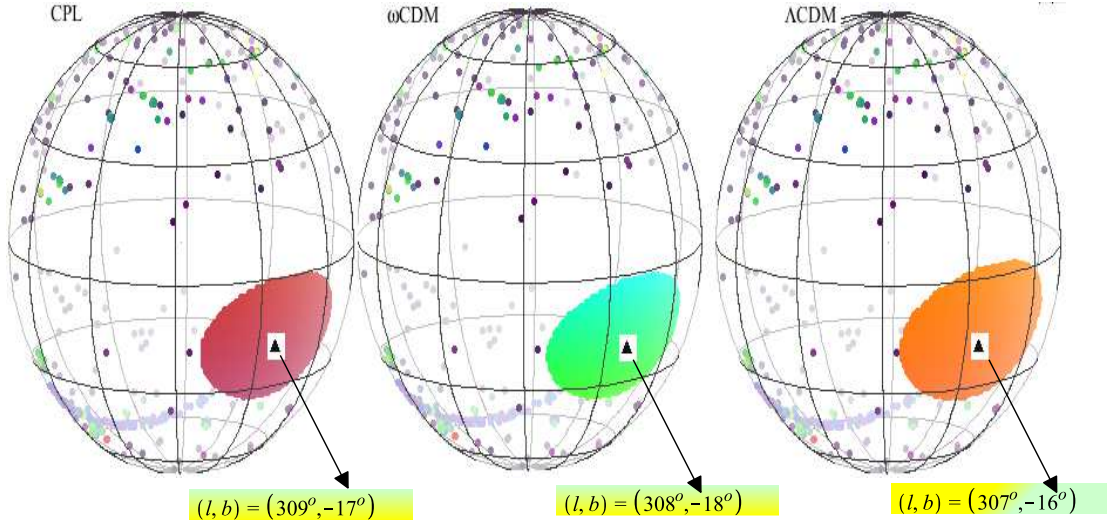 CPL
ωCDM
ΛCDM
(l, b) = (309°,−17°)
(l, b) = (308°,−18°)
(l, b) = (307°,−16°)